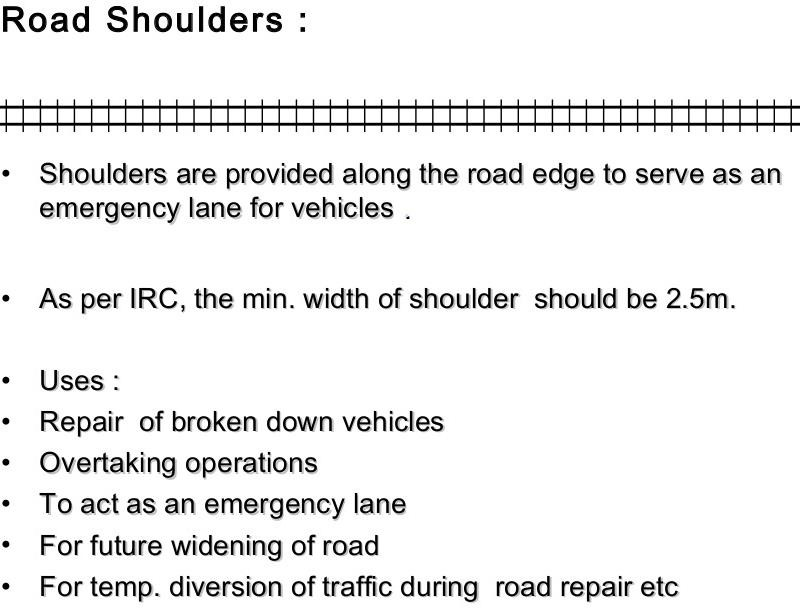 Road Shoulders :
• Shoulders are provided along the road edge to serve as an
emergency lane for vehicles .
• As per IRC, the min. width of shoulder  should be 2.5m.
• Uses :
• Repair  of broken down vehicles
• Overtaking operations
• To act as an emergency lane
• For future widening of road
• For temp. diversion of traffic during  road repair etc